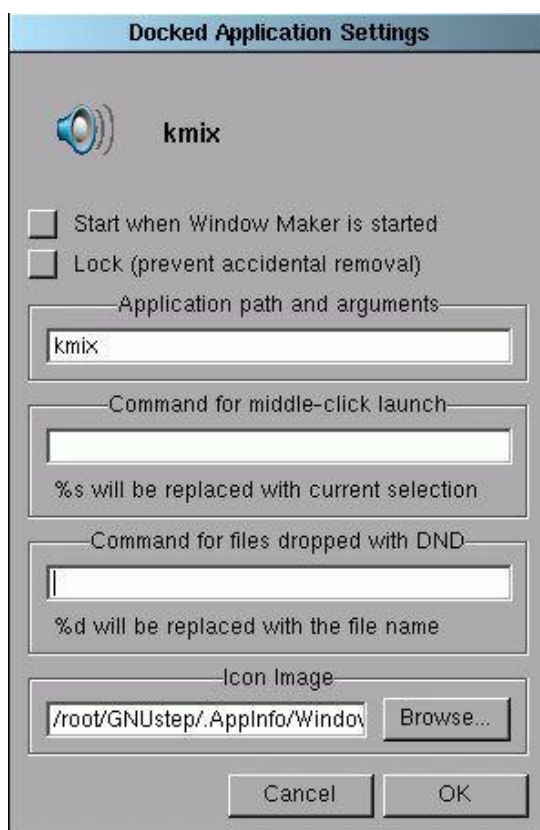 Docked Application Settings
kmix
Start when Window Maker is started
Lock (prevent accidental removal)
Application path and arguments
kmix
Command for middle-click launch
%s will be replaced with current selection
Command for files dropped with DND
%d will be replaced with the file name
Icon Image
/root/GNUstep/.AppInfo/Window Browse...
Cancel OK